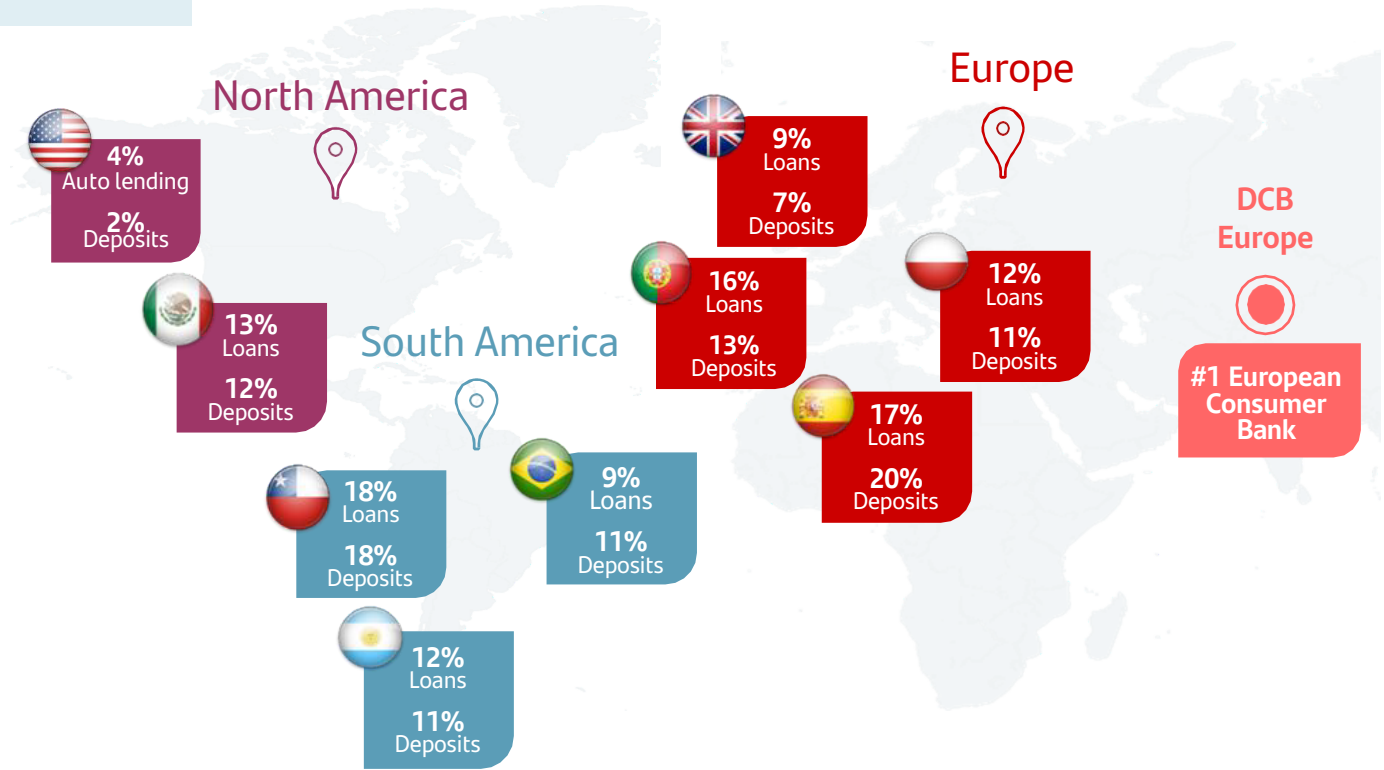 North America
4%
Auto lending
2%
Deposits
13%
Loans
12%
Deposits
South America
18%
Loans
18%
Deposits
9%
Loans
11%
Deposits
12%
Loans
11%
Deposits
Europe
9%
Loans
7%
Deposits
16%
Loans
13%
Deposits
12%
Loans
11%
Deposits
17%
Loans
20%
Deposits
DCB
Europe
#1 European
Consumer
Bank